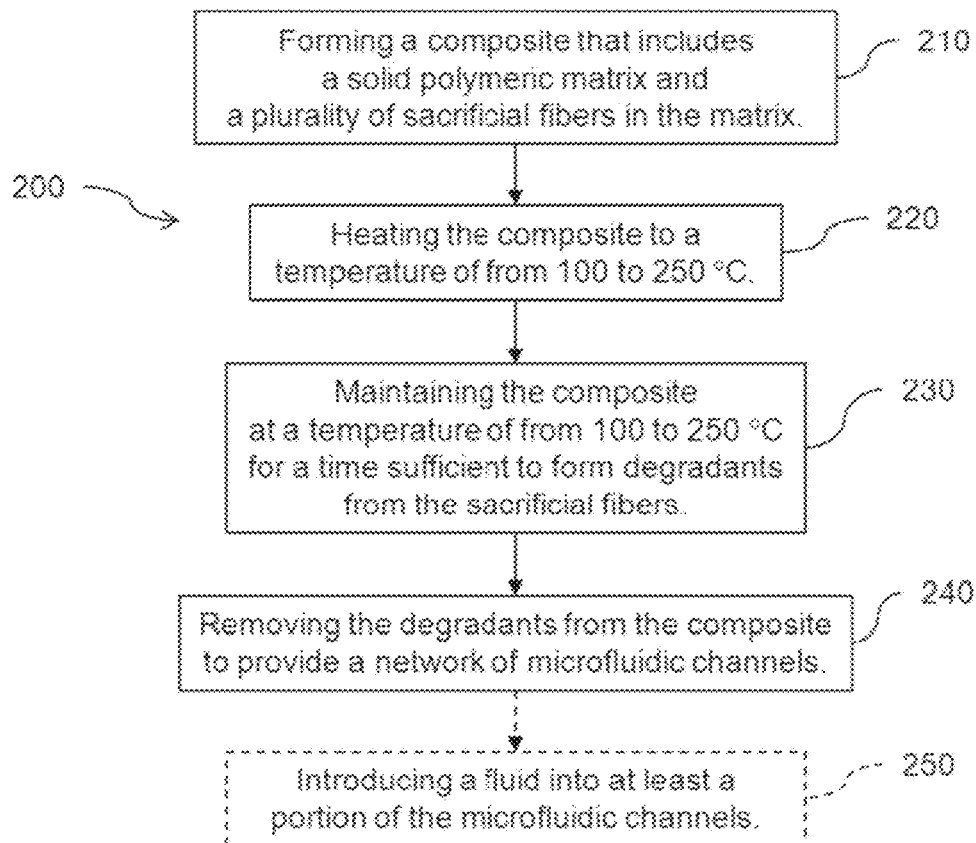 Forming a composite that includes
a solid polymeric matrix and
a plurality of sacrificial fibers in the matrix.
210
200
Heating the composite to a
temperature of from 100 to 250 °C.
220
Maintaining the composite
at a temperature of from 100 to 250 °C
for a time sufficient to form degradants
from the sacrificial fibers.
230
Removing the degradants from the composite
to provide a network of microfluidic channels.
240
Introducing a fluid into at least a
portion of the microfluidic channels.
250